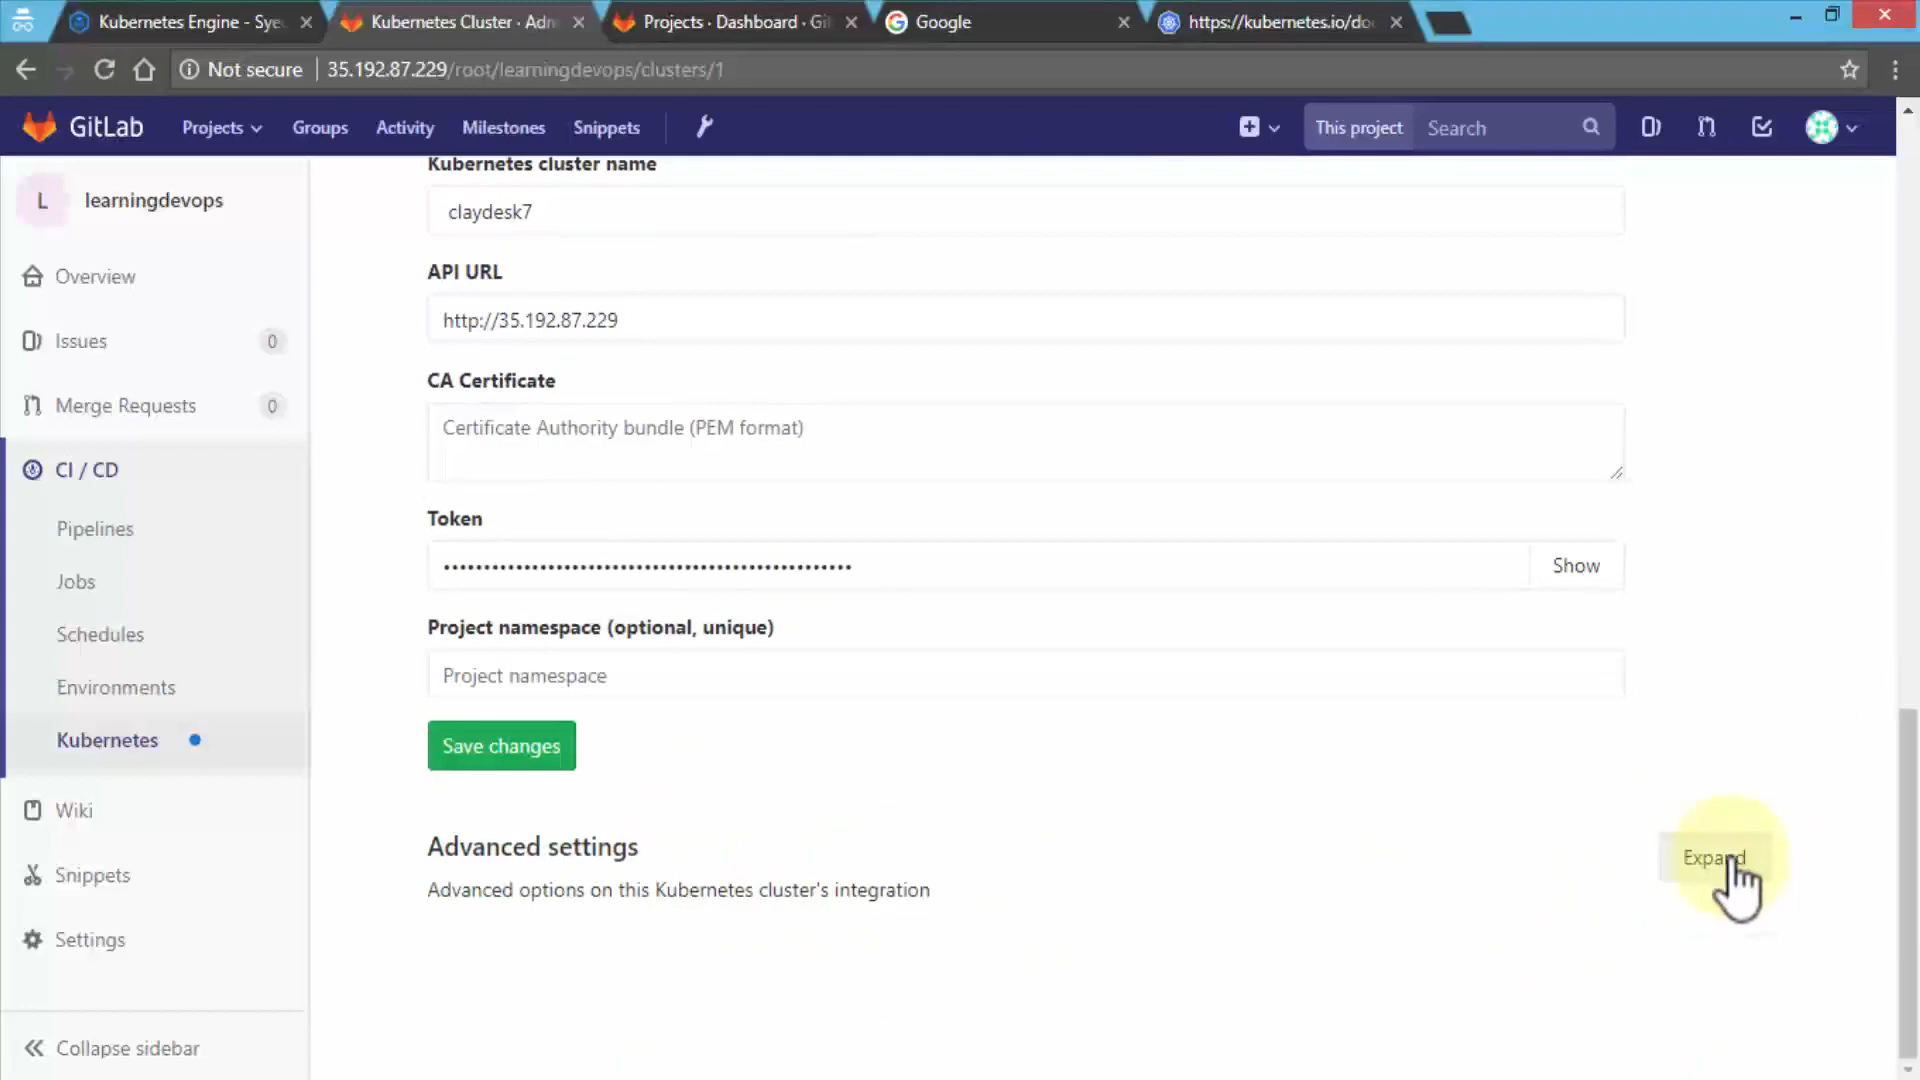 Kubernetes Engine - Sye
Kubernetes Cluster · Adm
Projects · Dashboard · Git
Google
https://kubernetes.io/doc
Not secure
35.192.87.229/root/learningdevops/clusters/1
GitLab
Projects
Groups
Activity
Milestones
Snippets
This project
Search
L
learningdevops
Overview
Issues
0
Merge Requests
0
CI / CD
Pipelines
Jobs
Schedules
Environments
Kubernetes
Wiki
Snippets
Settings
Collapse sidebar
Kubernetes cluster name
claydesk7
API URL
http://35.192.87.229
CA Certificate
Certificate Authority bundle (PEM format)
Token
Show
Project namespace (optional, unique)
Project namespace
Save changes
Advanced settings
Expand
Advanced options on this Kubernetes cluster's integration